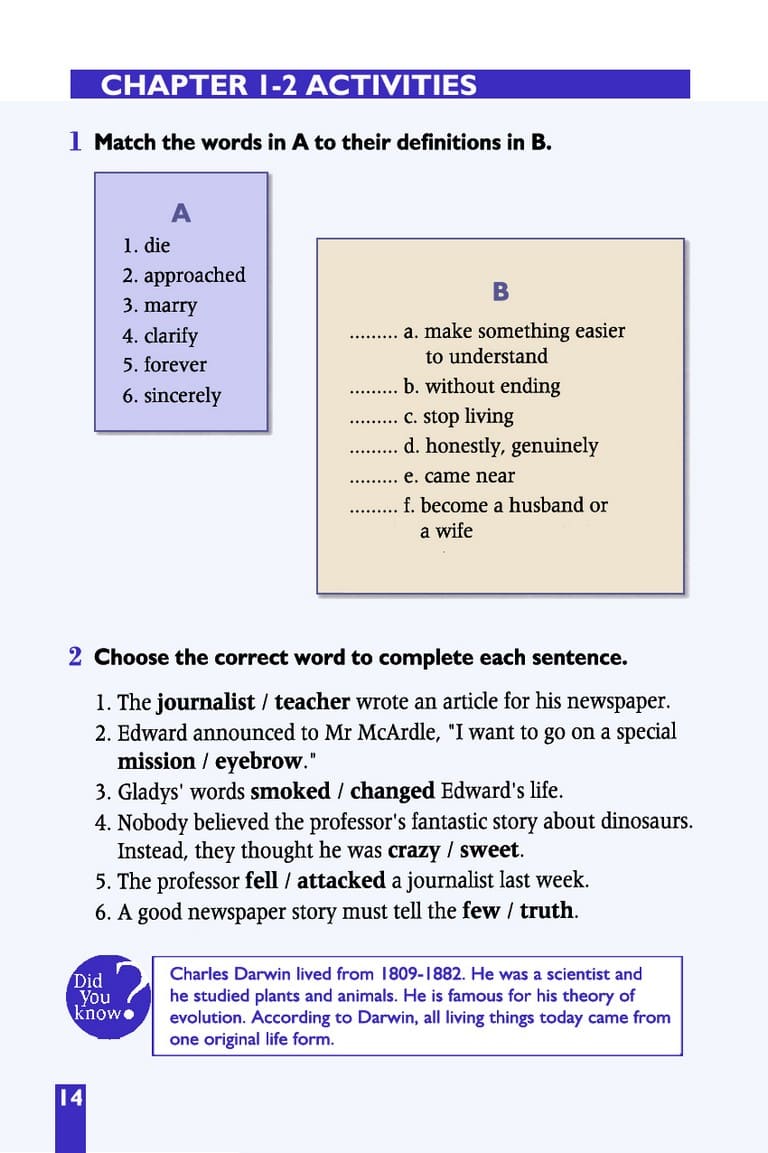 CHAPTER 1-2 ACTIVITIES
1 Match the words in A to their definitions in B.
A
1. die
2. approached
3. marry
4. clarify
5. forever
6. sincerely
B
......... a. make something easier
to understand
......... b. without ending
......... c. stop living
......... d. honestly, genuinely
......... e. came near
......... f. become a husband or
a wife
2 Choose the correct word to complete each sentence.
1. The journalist / teacher wrote an article for his newspaper.
2. Edward announced to Mr McArdle, "I want to go on a special
mission / eyebrow."
3. Gladys' words smoked / changed Edward's life.
4. Nobody believed the professor's fantastic story about dinosaurs.
Instead, they thought he was crazy / sweet.
5. The professor fell / attacked a journalist last week.
6. A good newspaper story must tell the few / truth.
Did
You
know?
Charles Darwin lived from 1809-1882. He was a scientist and
he studied plants and animals. He is famous for his theory of
evolution. According to Darwin, all living things today came from
one original life form.
14